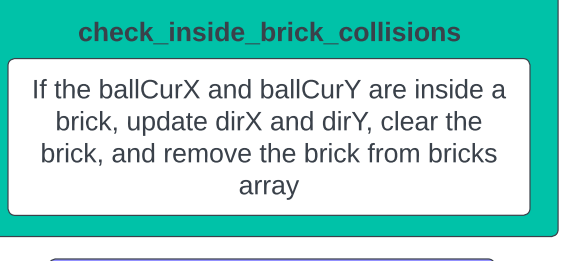 check_inside_brick_collisions
If the ballCurX and ballCurY are inside a
brick, update dirX and dirY, clear the
brick, and remove the brick from bricks
array